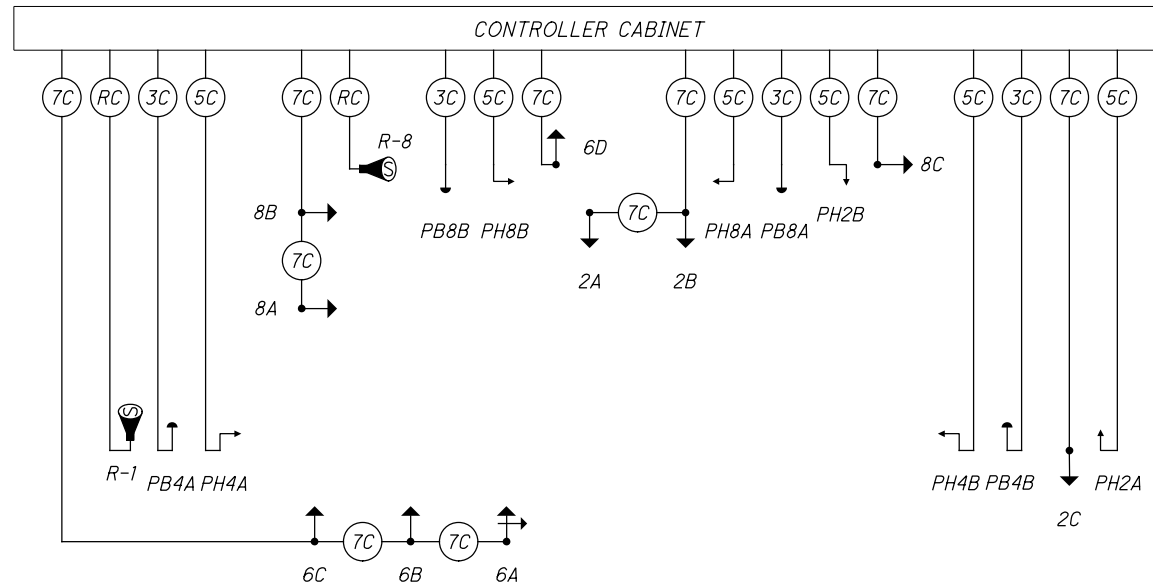 CONTROLLER CABINET
7C RC 3C 5C 7C RC 3C 5C 7C 7C 5C 3C 5C 7C 5C 3C 7C 5C
R-8 S
6D
8C
8B
7C
PB8B PH8B
7C
PH8A PB8A PH2B
7C
2A 2B
8A
S
R-1 PB4A PH4A
PH4B PB4B PH2A
2C
7C 7C
6C 6B 6A